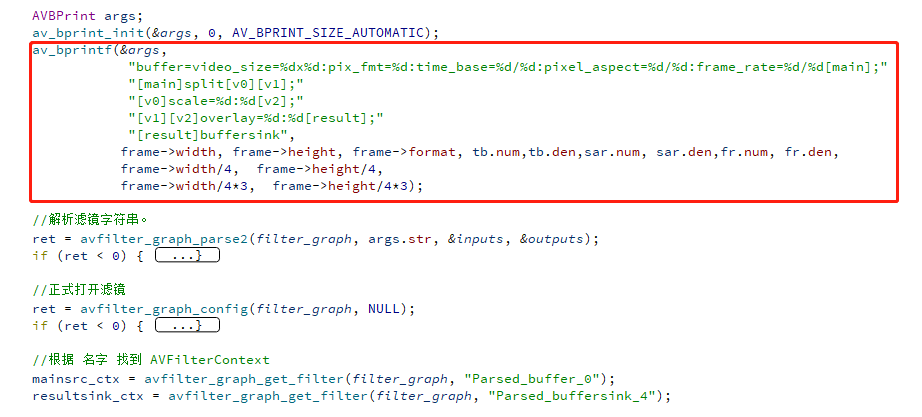 AVBPrint args;
av_bprint_init(&args, 0, AV_BPRINT_SIZE_AUTOMATIC);
av_bprintf(&args,
"buffer=video_size=%dx%d:pix_fmt=%d:time_base=%d/%d:pixel_aspect=%d/%d:frame_rate=%d/%d[main];"
"[main]split[v0][v1];"
"[v0]scale=%d:%d[v2];"
"[v1][v2]overlay=%d:%d[result];"
"[result]buffersink",
frame->width, frame->height, frame->format, tb.num,tb.den,sar.num, sar.den,fr.num, fr.den,
frame->width/4, frame->height/4,
frame->width/4*3, frame->height/4*3);
//解析滤镜字符串。
ret = avfilter_graph_parse2(filter_graph, args.str, &inputs, &outputs);
if (ret < 0) { ...}
//正式打开滤镜
ret = avfilter_graph_config(filter_graph, NULL);
if (ret < 0) { ...}
//根据 名字 找到 AVFilterContext
mainsrc_ctx = avfilter_graph_get_filter(filter_graph, "Parsed_buffer_0");
resultsink_ctx = avfilter_graph_get_filter(filter_graph, "Parsed_buffersink_4");